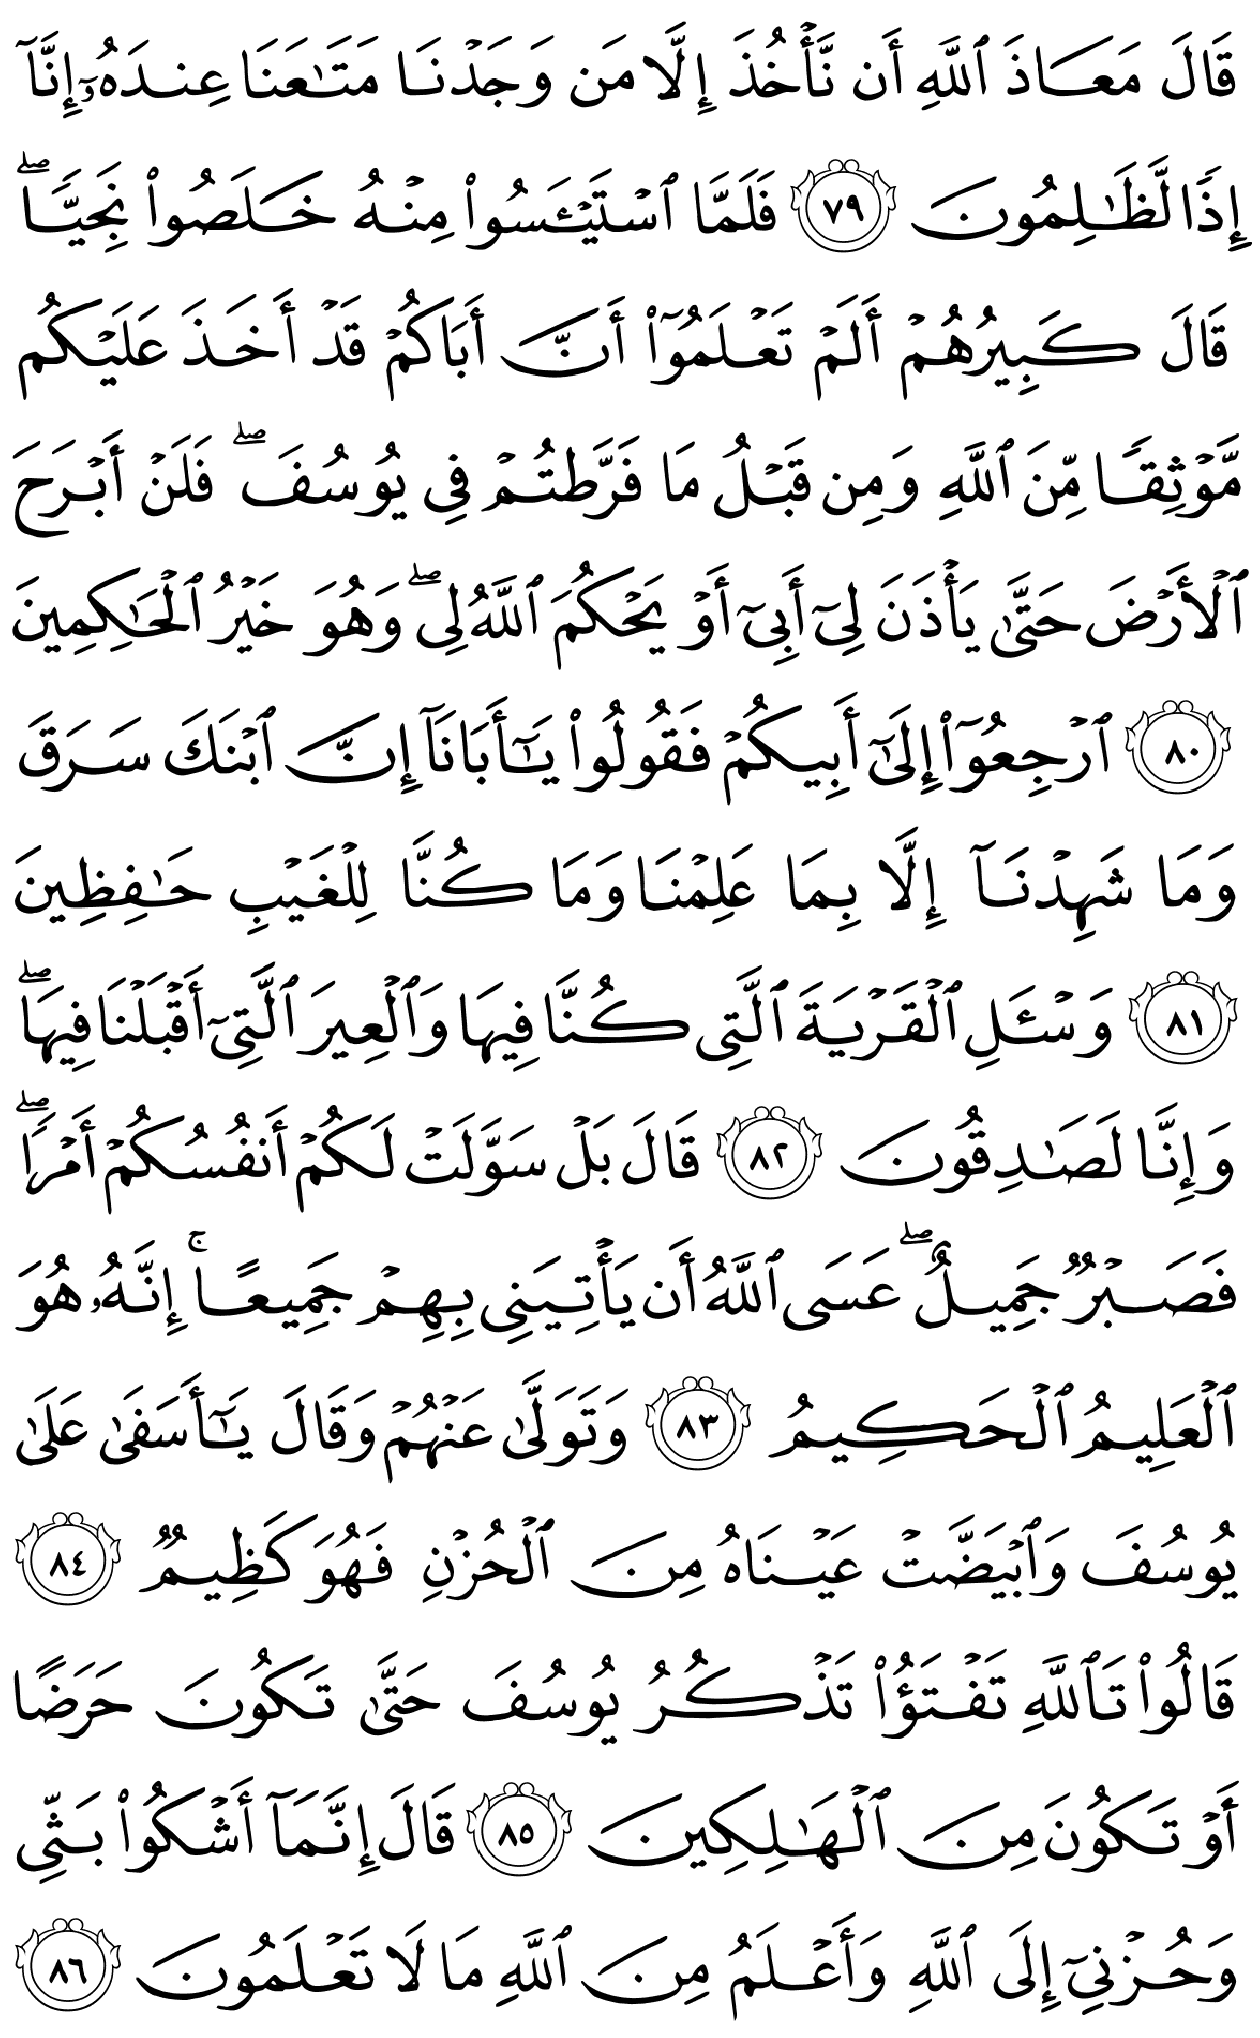 قَالَ مَعَاذَ ٱللَّهِ أَن نَّأْخُذَ إِلَّا مَن وَجَدْنَا مَتَـٰعَنَا عِندَهُۥٓ إِنَّآ
إِذًا لَّظَـٰلِمُونَ ٧٩ فَلَمَّا ٱسْتَيْـَٔسُوا۟ مِنْهُ خَلَصُوا۟ نَجِيًّا ۖ
قَالَ كَبِيرُهُمْ أَلَمْ تَعْلَمُوٓا۟ أَنَّ أَبَاكُمْ قَدْ أَخَذَ عَلَيْكُم
مَّوْثِقًا مِّنَ ٱللَّهِ وَمِن قَبْلُ مَا فَرَّطتُمْ فِى يُوسُفَ ۖ فَلَنْ أَبْرَحَ
ٱلْأَرْضَ حَتَّىٰ يَأْذَنَ لِىٓ أَبِىٓ أَوْ يَحْكُمَ ٱللَّهُ لِى ۖ وَهُوَ خَيْرُ ٱلْحَـٰكِمِينَ
٨٠ ٱرْجِعُوٓا۟ إِلَىٰٓ أَبِيكُمْ فَقُولُوا۟ يَـٰٓأَبَانَآ إِنَّ ٱبْنَكَ سَرَقَ
وَمَا شَهِدْنَآ إِلَّا بِمَا عَلِمْنَا وَمَا كُنَّا لِلْغَيْبِ حَـٰفِظِينَ
٨١ وَسْـَٔلِ ٱلْقَرْيَةَ ٱلَّتِى كُنَّا فِيهَا وَٱلْعِيرَ ٱلَّتِىٓ أَقْبَلْنَا فِيهَا ۖ
وَإِنَّا لَصَـٰدِقُونَ ٨٢ قَالَ بَلْ سَوَّلَتْ لَكُمْ أَنفُسُكُمْ أَمْرًا ۖ
فَصَبْرٌ جَمِيلٌ ۖ عَسَى ٱللَّهُ أَن يَأْتِيَنِى بِهِمْ جَمِيعًا ۚ إِنَّهُۥ هُوَ
ٱلْعَلِيمُ ٱلْحَكِيمُ ٨٣ وَتَوَلَّىٰ عَنْهُمْ وَقَالَ يَـٰٓأَسَفَىٰ عَلَىٰ
يُوسُفَ وَٱبْيَضَّتْ عَيْنَاهُ مِنَ ٱلْحُزْنِ فَهُوَ كَظِيمٌ ٨٤
قَالُوا۟ تَٱللَّهِ تَفْتَؤُا۟ تَذْكُرُ يُوسُفَ حَتَّىٰ تَكُونَ حَرَضًا
أَوْ تَكُونَ مِنَ ٱلْهَـٰلِكِينَ ٨٥ قَالَ إِنَّمَآ أَشْكُوا۟ بَثِّى
وَحُزْنِىٓ إِلَى ٱللَّهِ وَأَعْلَمُ مِنَ ٱللَّهِ مَا لَا تَعْلَمُونَ ٨٦